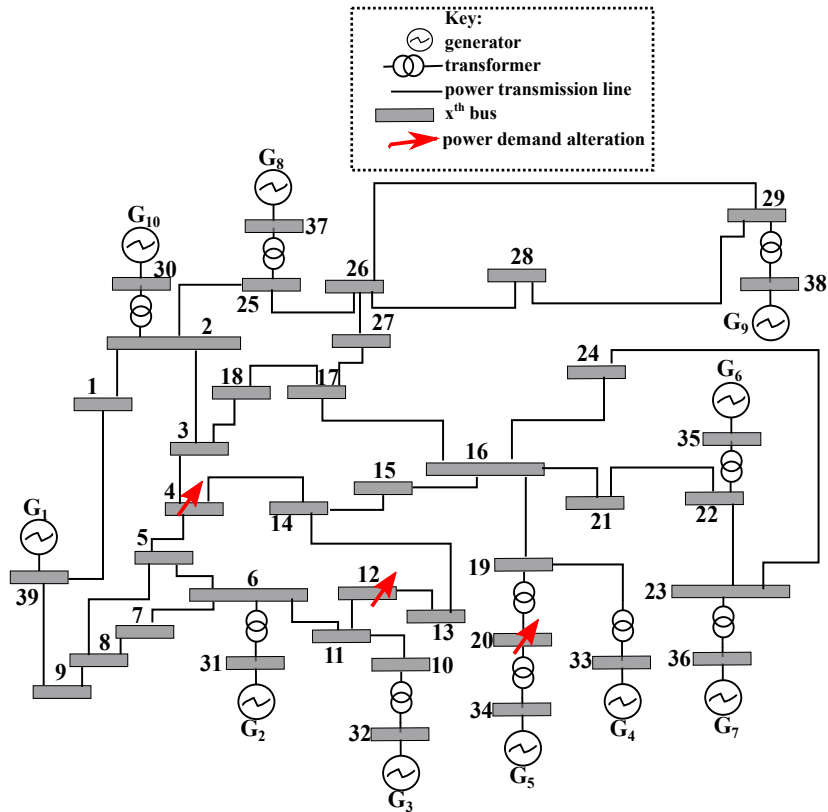 Key:
generator
transformer
power transmission line
xᵗʰ bus
power demand alteration
G₈
29
G₁₀
37
26
28
30
25
38
2
27
G₉
24
18
17
G₆
1
3
35
16
15
4
G₁
14
21
22
5
12
19
6
23
39
7
13
20
8
11
9
31
10
33
36
34
G₂
32
G₄
G₇
G₅
G₃